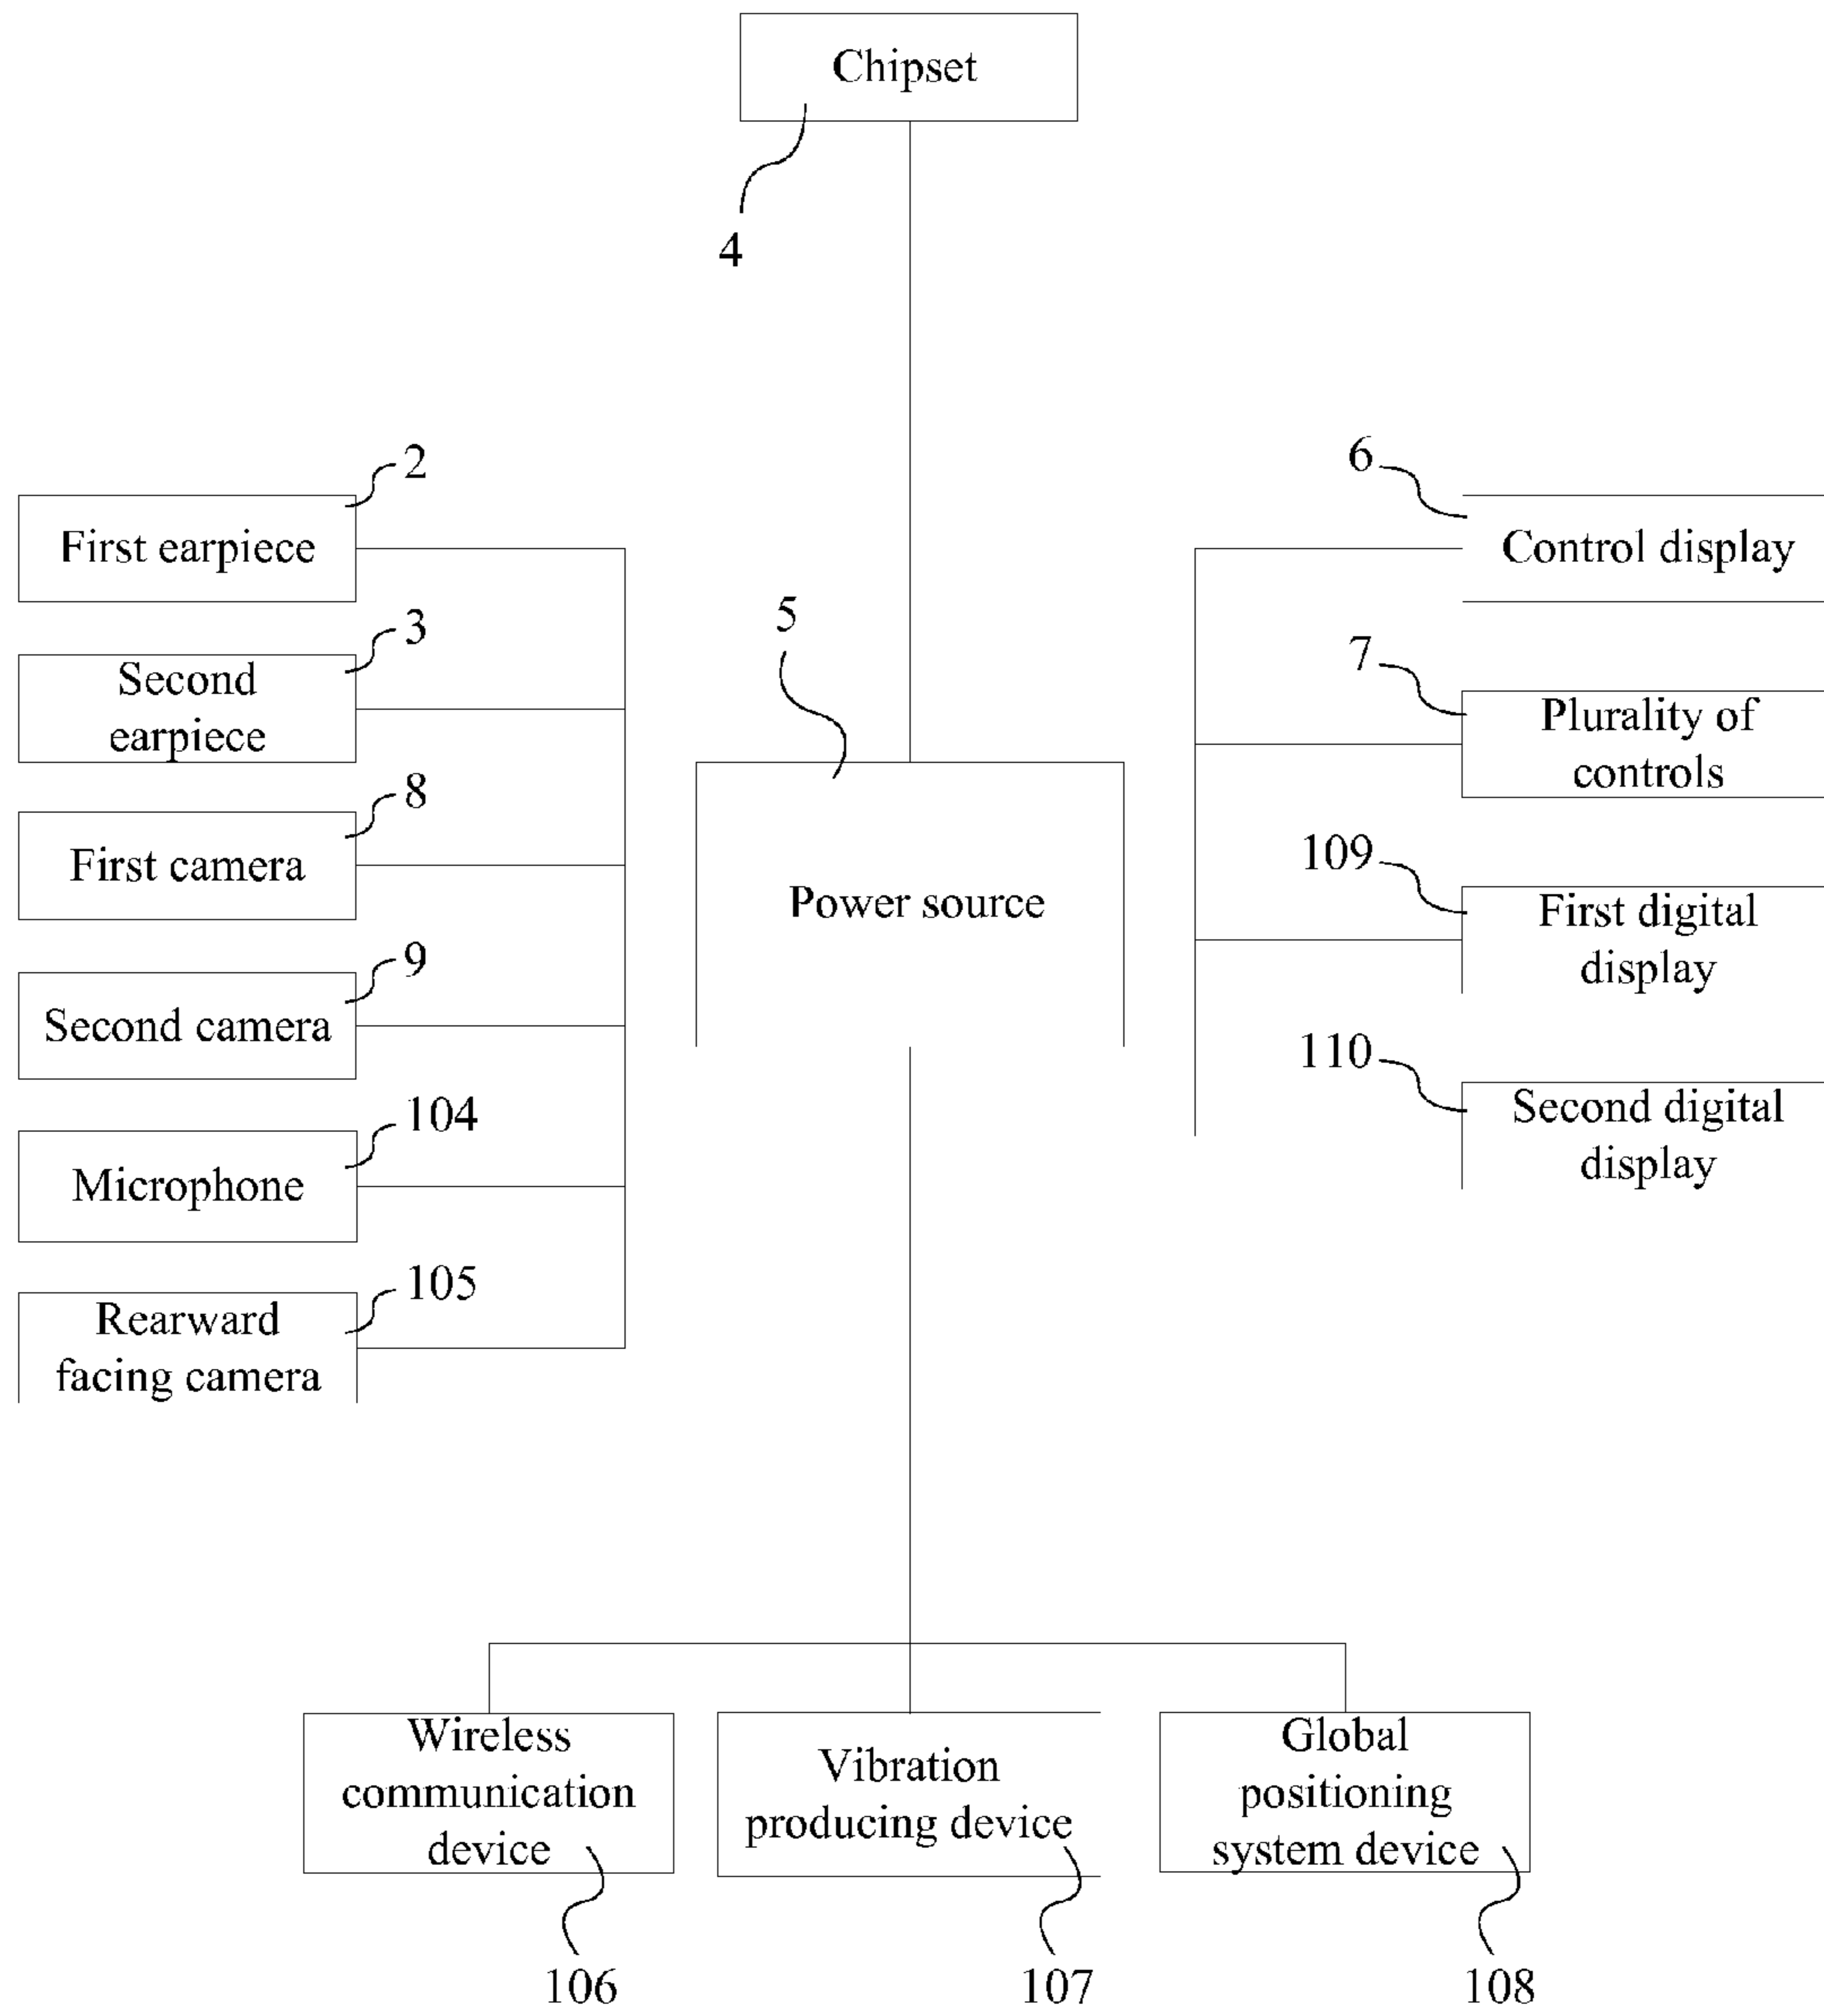 Chipset
4
2
First earpiece
3
Second
earpiece
8
First camera
9
Second camera
104
Microphone
105
Rearward
facing camera
5
Power source
6
Control display
7
Plurality of
controls
109
First digital
display
110
Second digital
display
Wireless
communication
device
106
Vibration
producing device
107
Global
positioning
system device
108